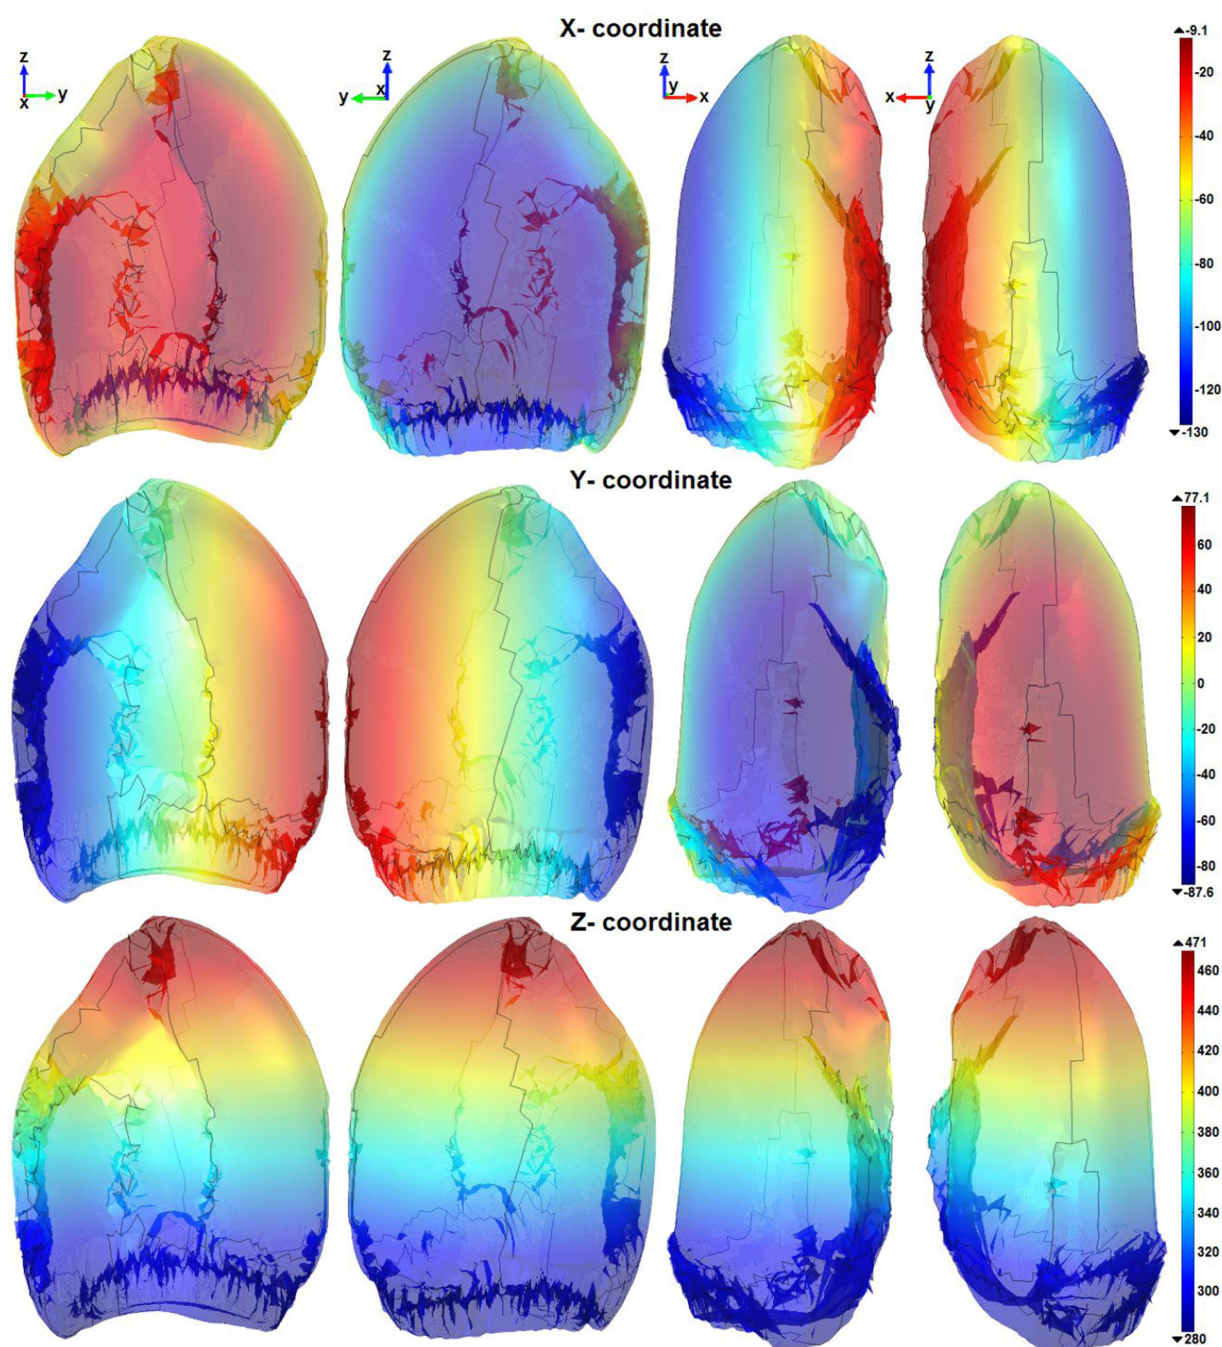 X- coordinate
z
y
x
z
y
x
z
y
x
z
x
y
▲-9.1
-20
-40
-60
-80
-100
-120
▼-130
Y- coordinate
▲77.1
60
40
20
0
-20
-40
-60
-80
▼-87.6
Z- coordinate
▲471
460
440
420
400
380
360
340
320
300
▼280